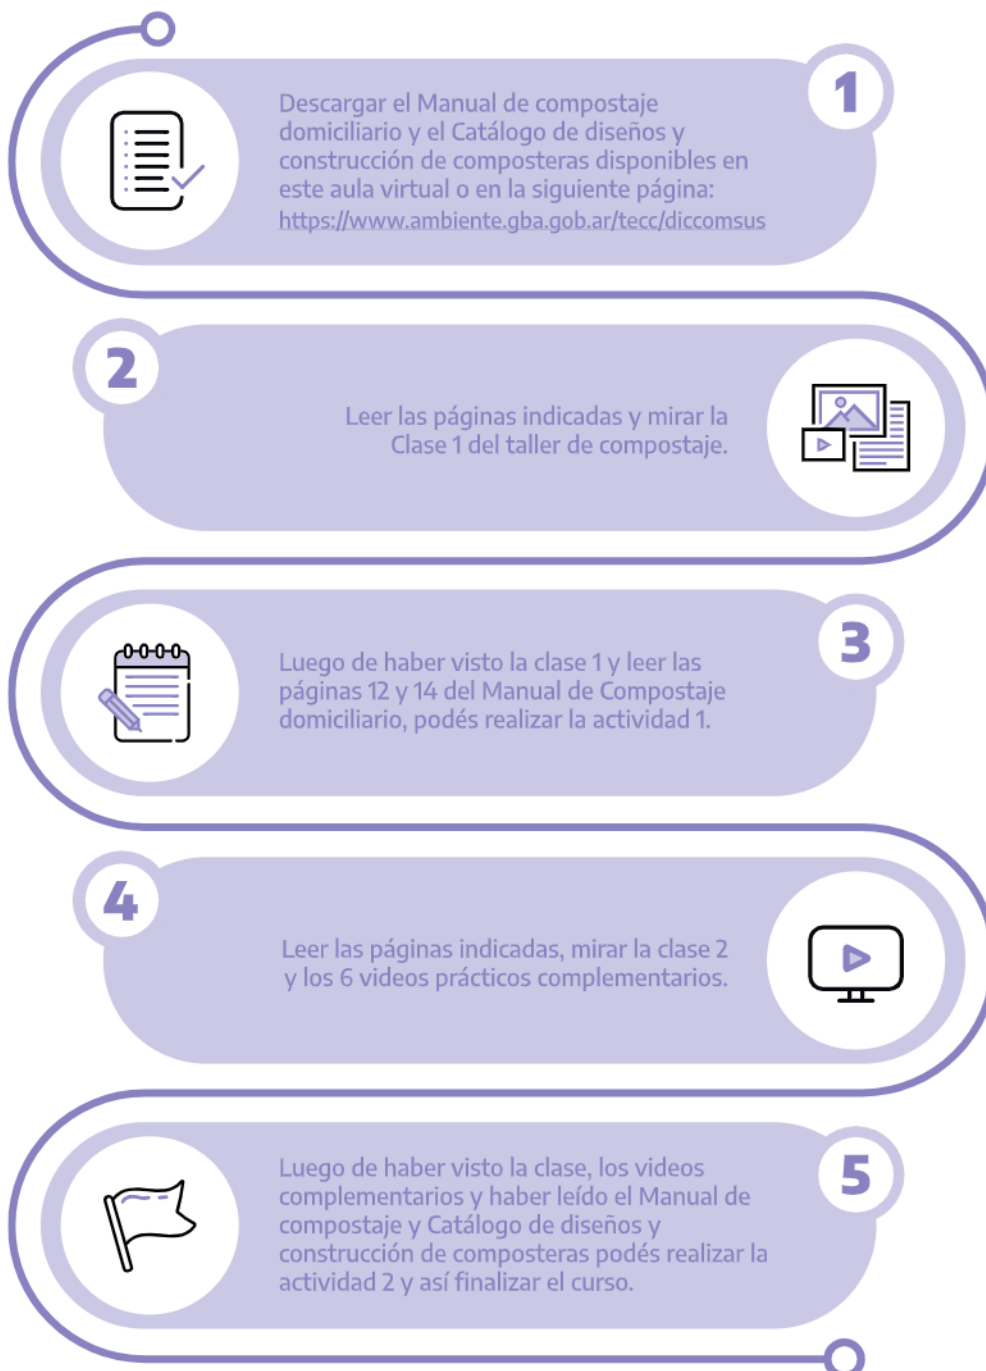 1
Descargar el Manual de compostaje
domiciliario y el Catálogo de diseños y
construcción de composteras disponibles en
este aula virtual o en la siguiente página:
https://www.ambiente.gba.gob.ar/tecc/diccomsus
2
Leer las páginas indicadas y mirar la
Clase 1 del taller de compostaje.
3
Luego de haber visto la clase 1 y leer las
páginas 12 y 14 del Manual de Compostaje
domiciliario, podés realizar la actividad 1.
4
Leer las páginas indicadas, mirar la clase 2
y los 6 videos prácticos complementarios.
5
Luego de haber visto la clase, los videos
complementarios y haber leído el Manual de
compostaje y Catálogo de diseños y
construcción de composteras podés realizar la
actividad 2 y así finalizar el curso.